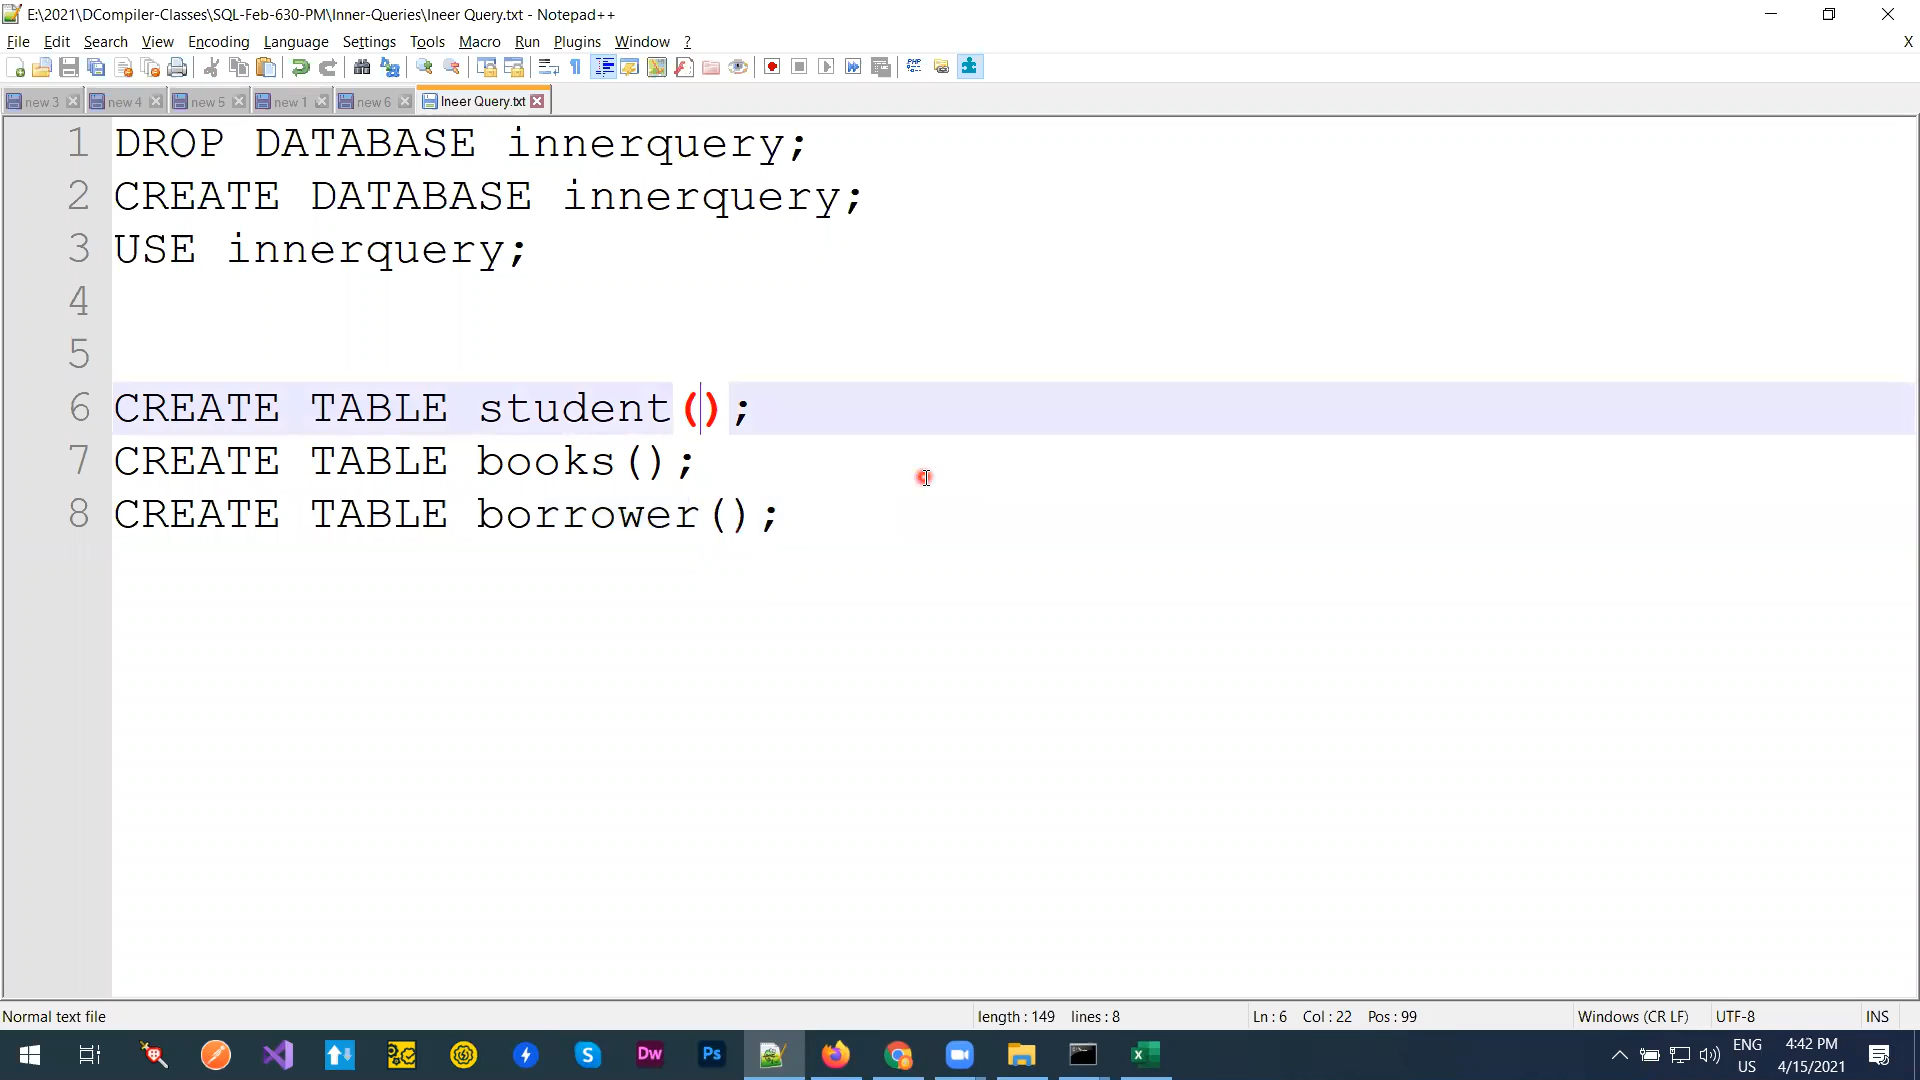 E:\2021\DCompiler-Classes\SQL-Feb-630-PM\Inner-Queries\Ineer Query.txt - Notepad++
File Edit Search View Encoding Language Settings Tools Macro Run Plugins Window ? X
new 3 new 4 new 5 new 1 new 6 Ineer Query.txt
1 DROP DATABASE innerquery;
2 CREATE DATABASE innerquery;
3 USE innerquery;
4
5
6 CREATE TABLE student();
7 CREATE TABLE books();
8 CREATE TABLE borrower();
Normal text file length : 149 lines : 8 Ln : 6 Col : 22 Pos : 99 Windows (CR LF) UTF-8 INS
Dw Ps ENG 4:42 PM
US 4/15/2021